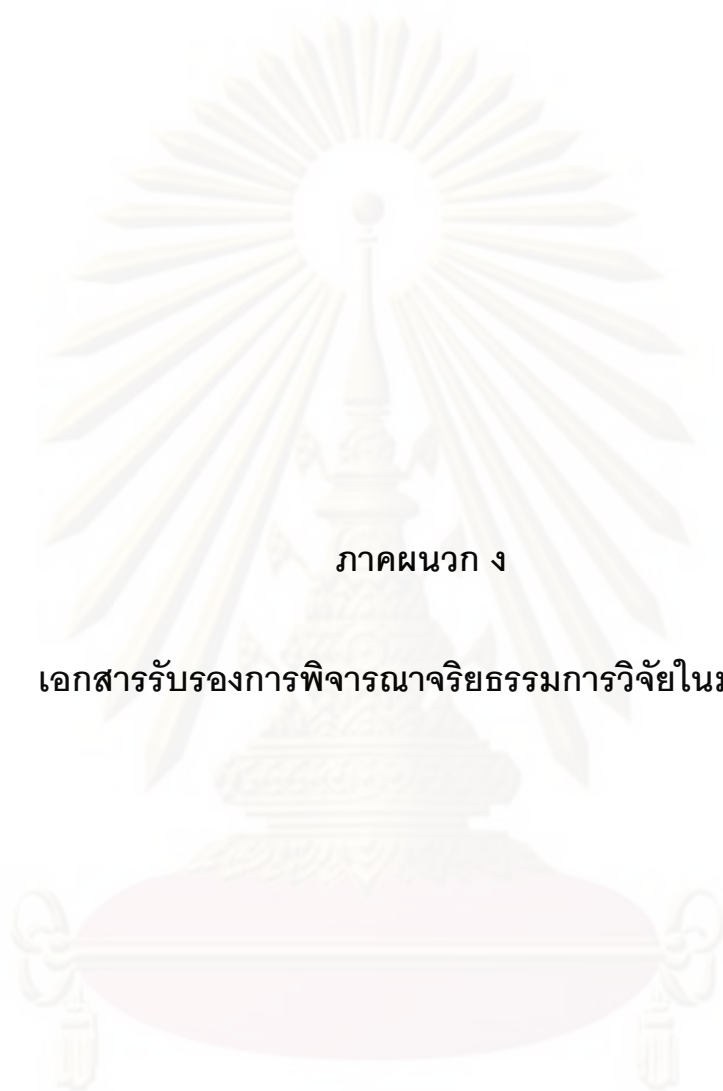 ภาคผนวก ง
เอกสารรับรองการพิจารณาจริยธรรมการวิจัยใน